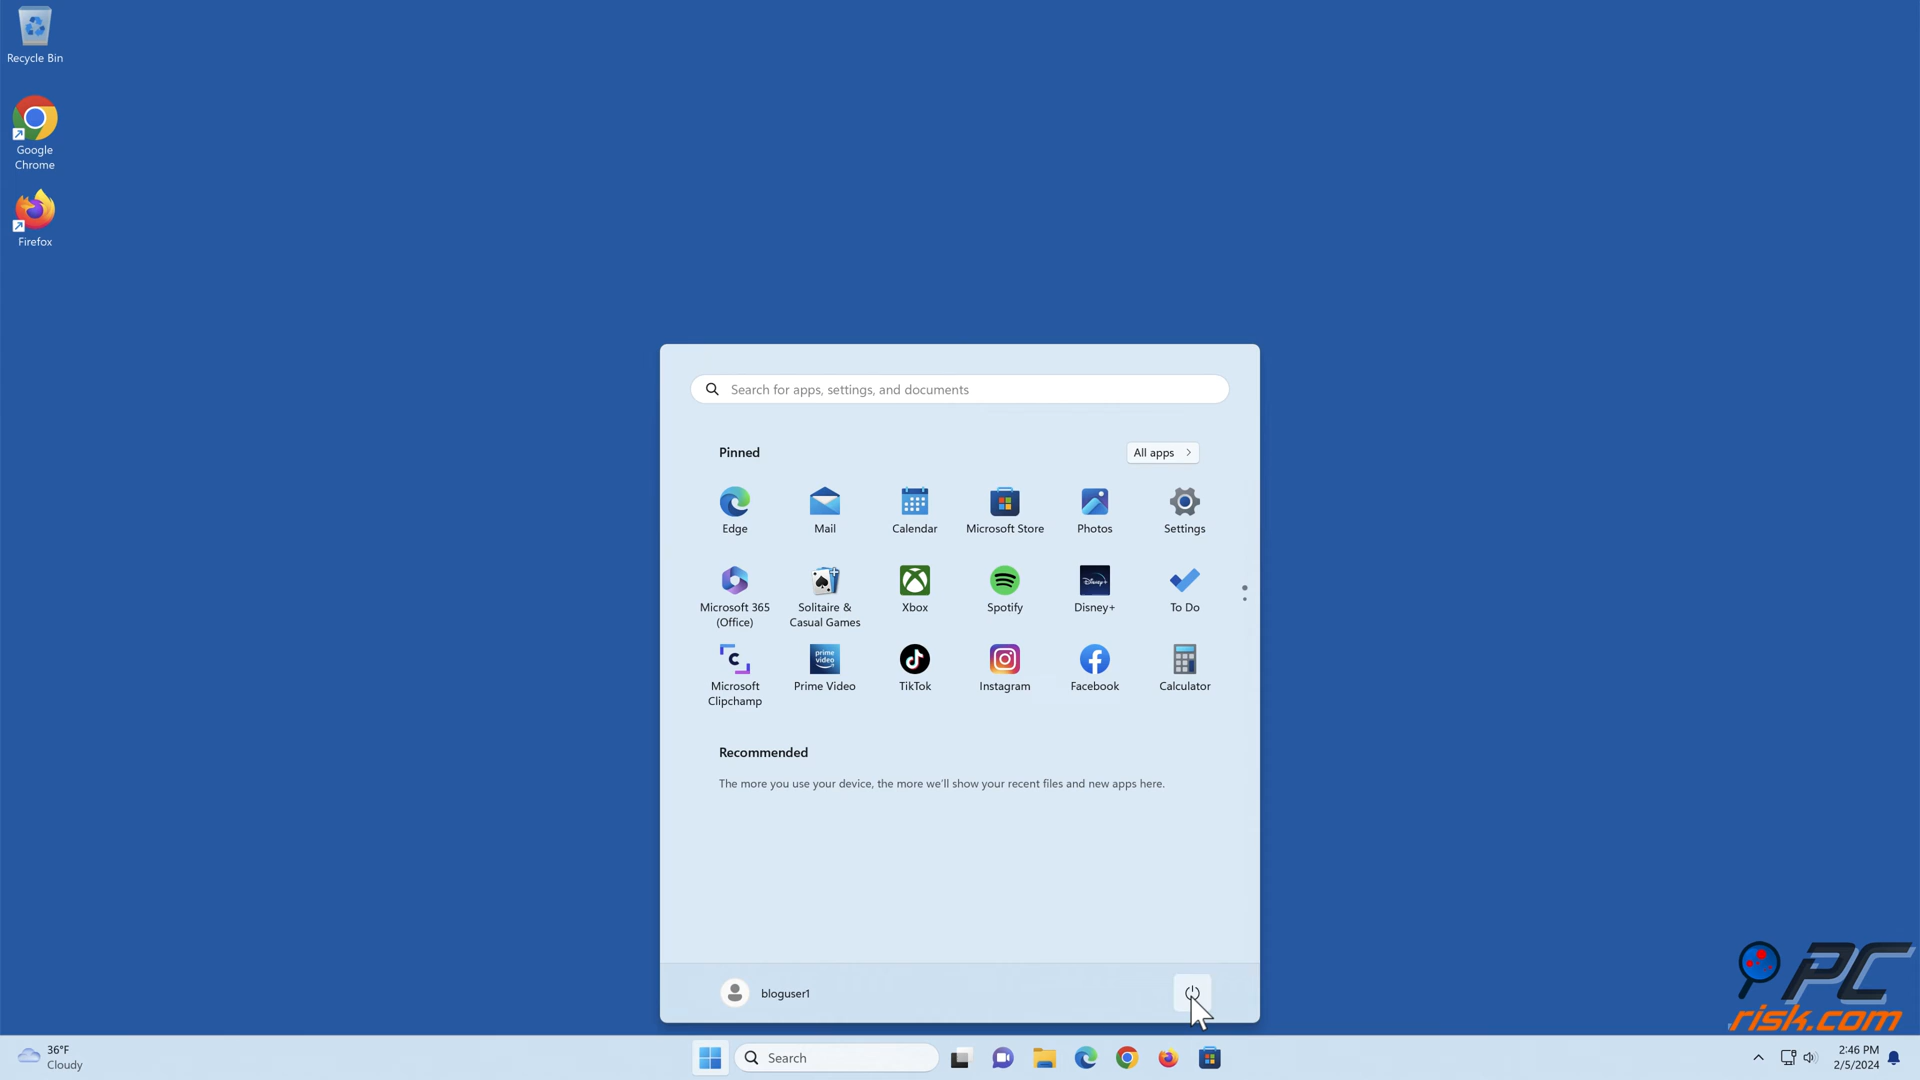 Recycle Bin
Google
Chrome
Firefox
Search for apps, settings, and documents
Pinned
All apps
Edge
Mail
Calendar
Microsoft Store
Photos
Settings
Microsoft 365
(Office)
Solitaire &
Casual Games
Xbox
Spotify
Disney+
Disney+
To Do
Microsoft
Clipchamp
prime
video
Prime Video
TikTok
Instagram
Facebook
Calculator
Recommended
The more you use your device, the more we'll show your recent files and new apps here.
bloguser1
PC
risk.com
36°F
Cloudy
Search
2:46 PM
2/5/2024